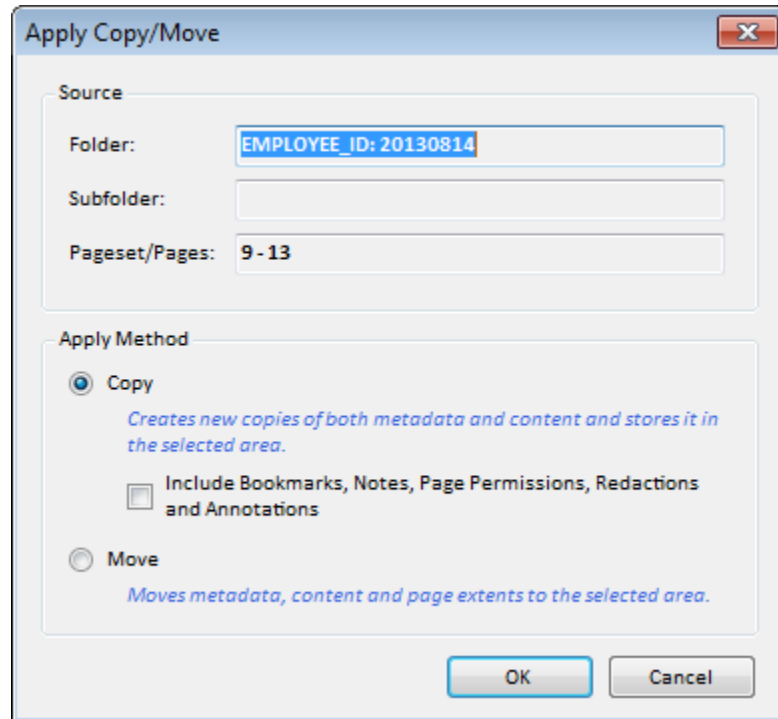 Apply Copy/Move
Source
Folder: EMPLOYEE_ID: 20130814
Subfolder:
Pageset/Pages: 9 - 13
Apply Method
Copy
Creates new copies of both metadata and content and stores it in
the selected area.
Include Bookmarks, Notes, Page Permissions, Redactions
and Annotations
Move
Moves metadata, content and page extents to the selected area.
OK Cancel